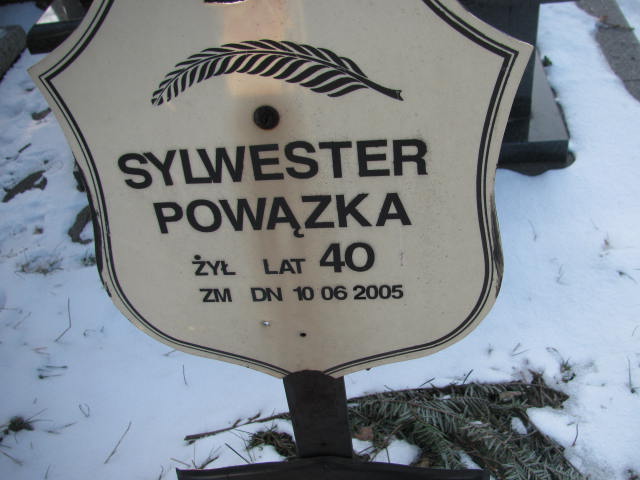 SYLWESTER
POWĄZKA
ŻYŁ LAT 40
ZM DN 10 06 2005